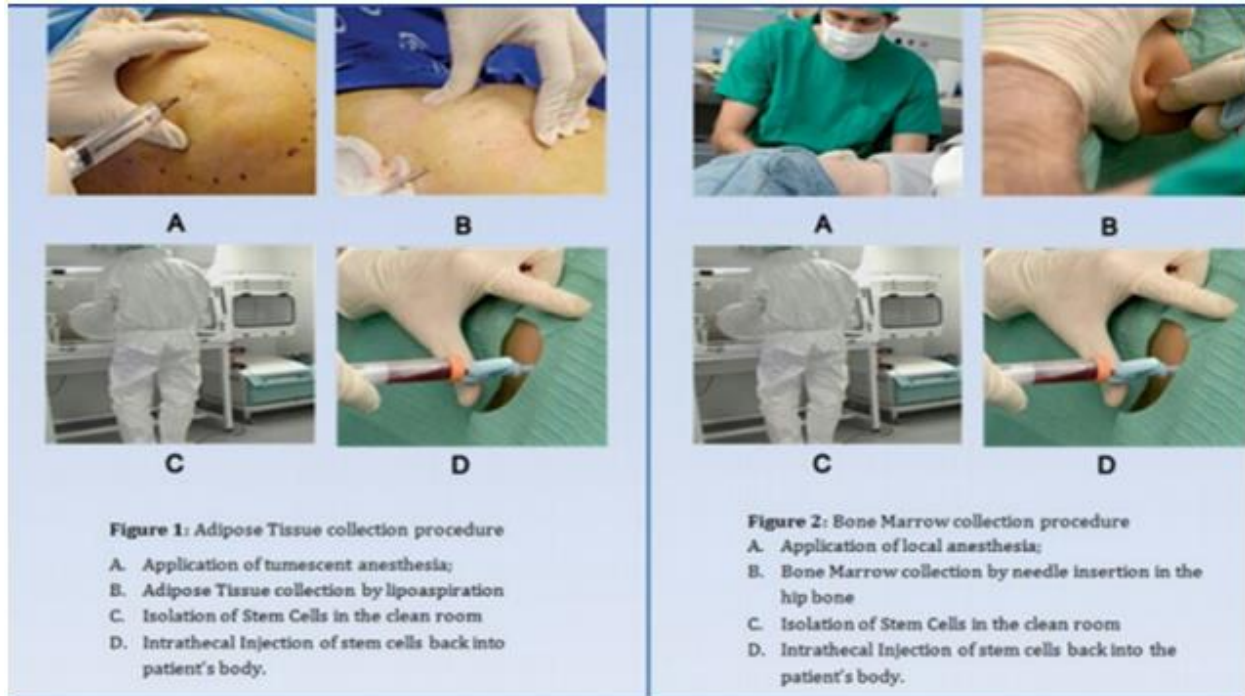 A
B
C
D
Figure 1: Adipose Tissue collection procedure
A. Application of tumescent anesthesia;
B. Adipose Tissue collection by lipoaspiration
C. Isolation of Stem Cells in the clean room
D. Intrathecal Injection of stem cells back into
patient's body.
A
B
C
D
Figure 2: Bone Marrow collection procedure
A. Application of local anesthesia;
B. Bone Marrow collection by needle insertion in the
hip bone
C. Isolation of Stem Cells in the clean room
D. Intrathecal Injection of stem cells back into the
patient's body.